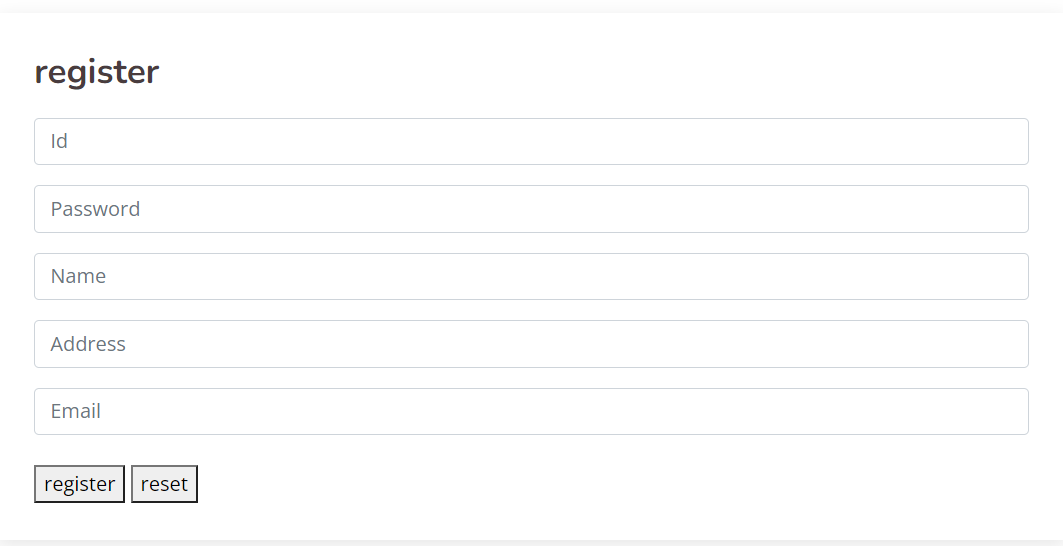 register
Id
Password
Name
Address
Email
register reset